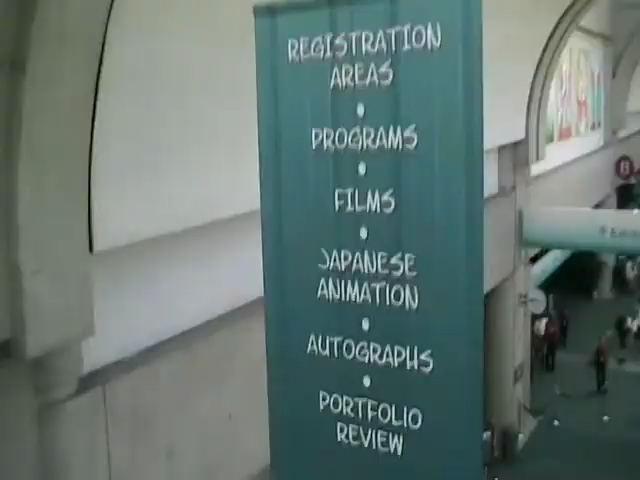 REGISTRATION
AREAS
PROGRAMS
FILMS
JAPANESE
ANIMATION
AUTOGRAPHS
PORTFOLIO
REVIEW